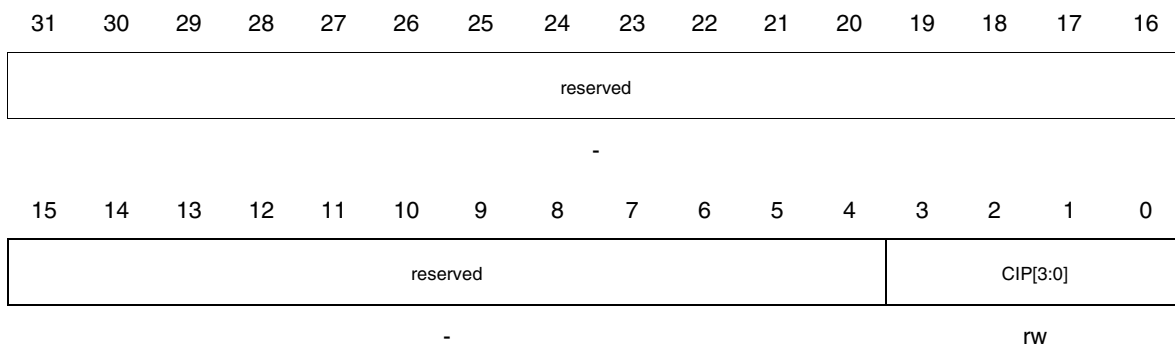 31 30 29 28 27 26 25 24 23 22 21 20 19 18 17 16
reserved
-
15 14 13 12 11 10 9 8 7 6 5 4 3 2 1 0
reserved CIP[3:0]
- rw